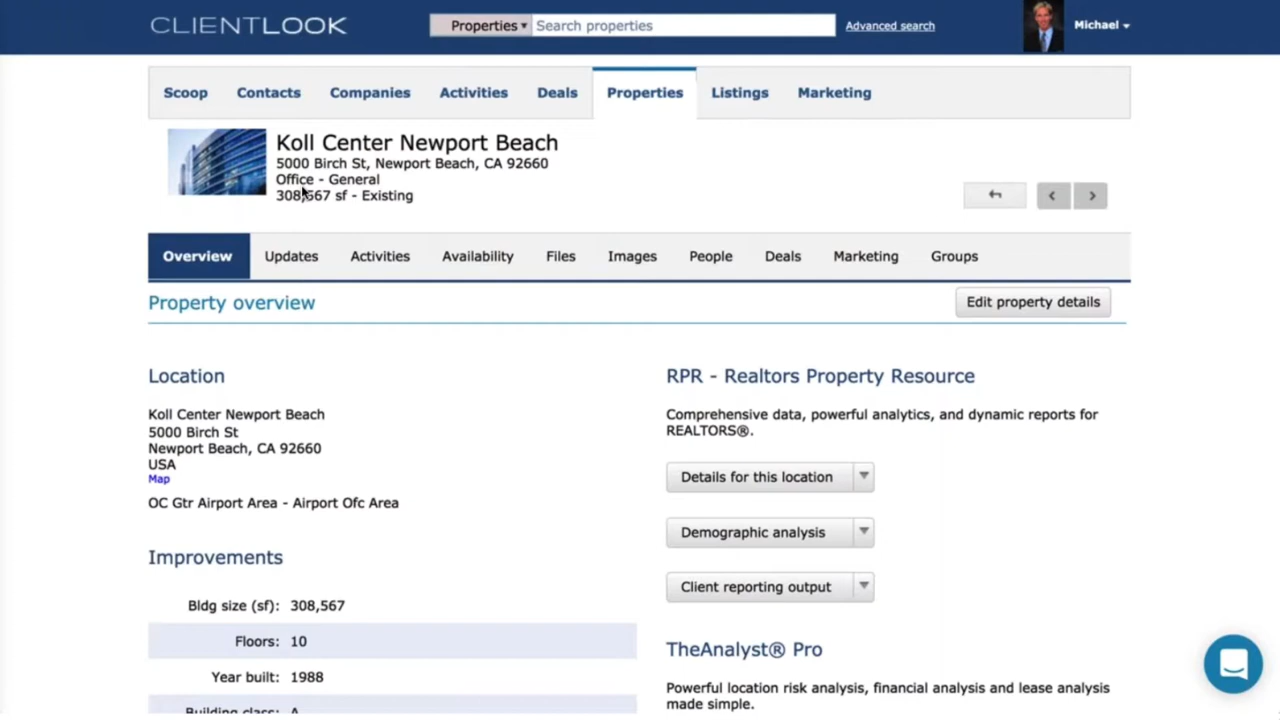 CLIENTLOOK
Properties
Search properties
Advanced search
Michael
Scoop Contacts Companies Activities Deals Properties Listings Marketing
Koll Center Newport Beach
5000 Birch St, Newport Beach, CA 92660
Office - General
308,567 sf - Existing
Overview Updates Activities Availability Files Images People Deals Marketing Groups
Property overview
Edit property details
Location
Koll Center Newport Beach
5000 Birch St
Newport Beach, CA 92660
USA
Map
OC Gtr Airport Area - Airport Ofc Area
Improvements
Bldg size (sf): 308,567
Floors: 10
Year built: 1988
Building class: A
RPR - Realtors Property Resource
Comprehensive data, powerful analytics, and dynamic reports for
REALTORS®.
Details for this location
Demographic analysis
Client reporting output
TheAnalyst® Pro
Powerful location risk analysis, financial analysis and lease analysis
made simple.